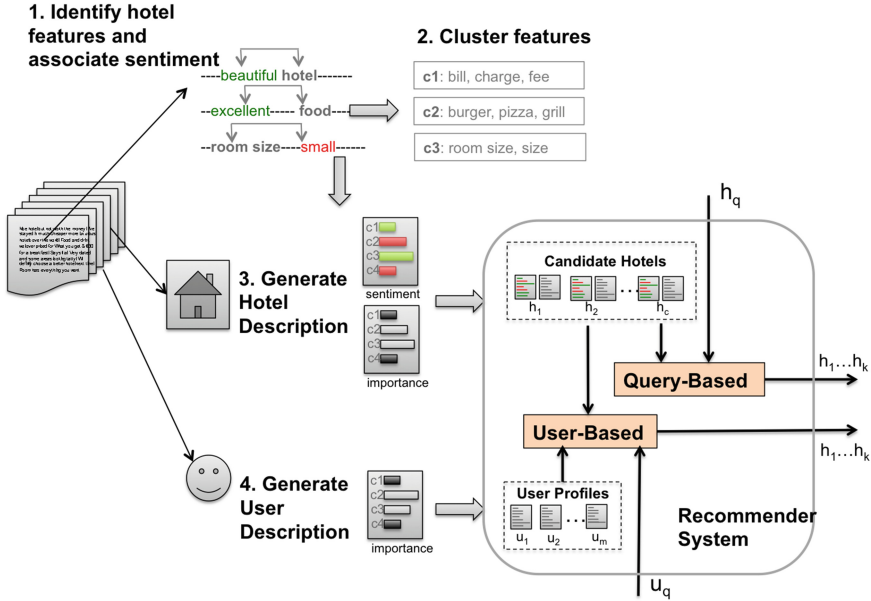 1. Identify hotel
features and
associate sentiment
----beautiful hotel-------
--excellent----- food----
--room size----small------
2. Cluster features
c1: bill, charge, fee
c2: burger, pizza, grill
c3: room size, size
3. Generate
Hotel
Description
c1
c2
c3
c4
sentiment
c1
c2
c3
c4
importance
4. Generate
User
Description
c1
c2
c3
c4
importance
hq
Candidate Hotels
h1 h2 ... hc
Query-Based
h1...hk
User-Based
h1...hk
User Profiles
u1 u2 ... um
Recommender
System
uq